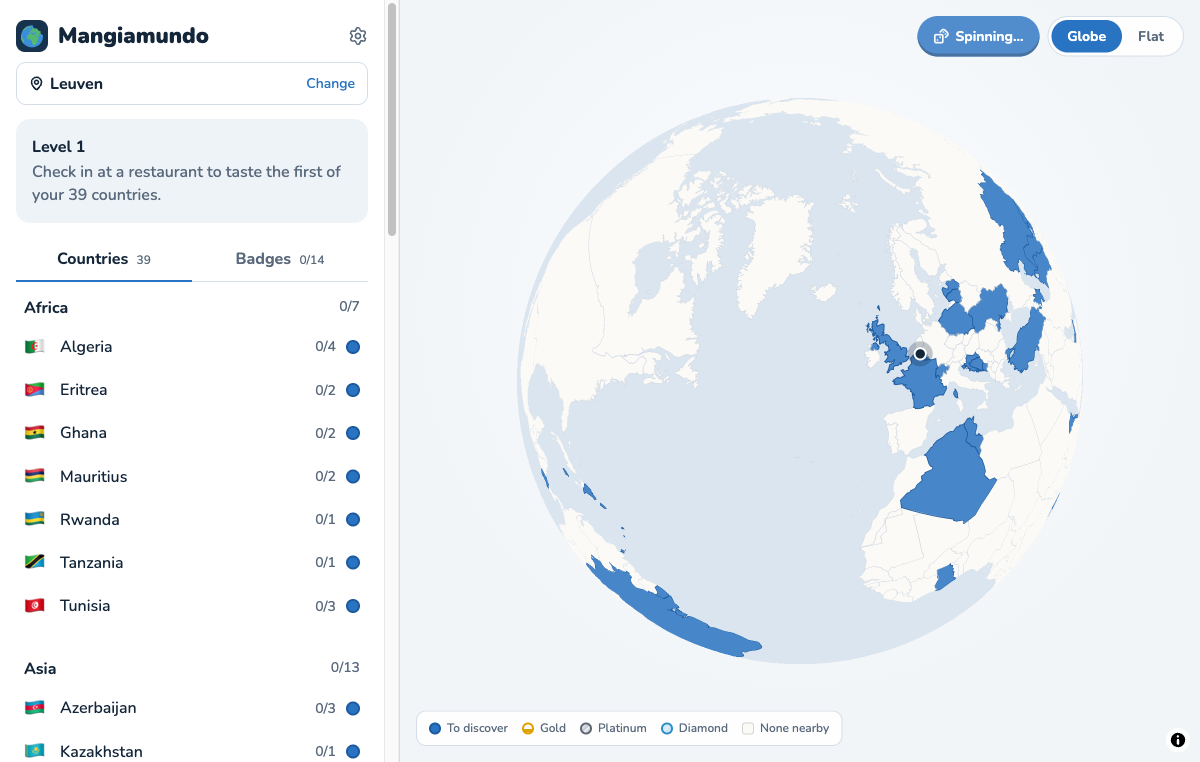 Mangiamundo
Leuven
Change
Level 1
Check in at a restaurant to taste the first of
your 39 countries.
Countries 39
Badges 0/14
Africa 0/7
Algeria 0/4
Eritrea 0/2
Ghana 0/2
Mauritius 0/2
Rwanda 0/1
Tanzania 0/1
Tunisia 0/3
Asia 0/13
Azerbaijan 0/3
Kazakhstan 0/1
Spinning...
Globe
Flat
To discover
Gold
Platinum
Diamond
None nearby